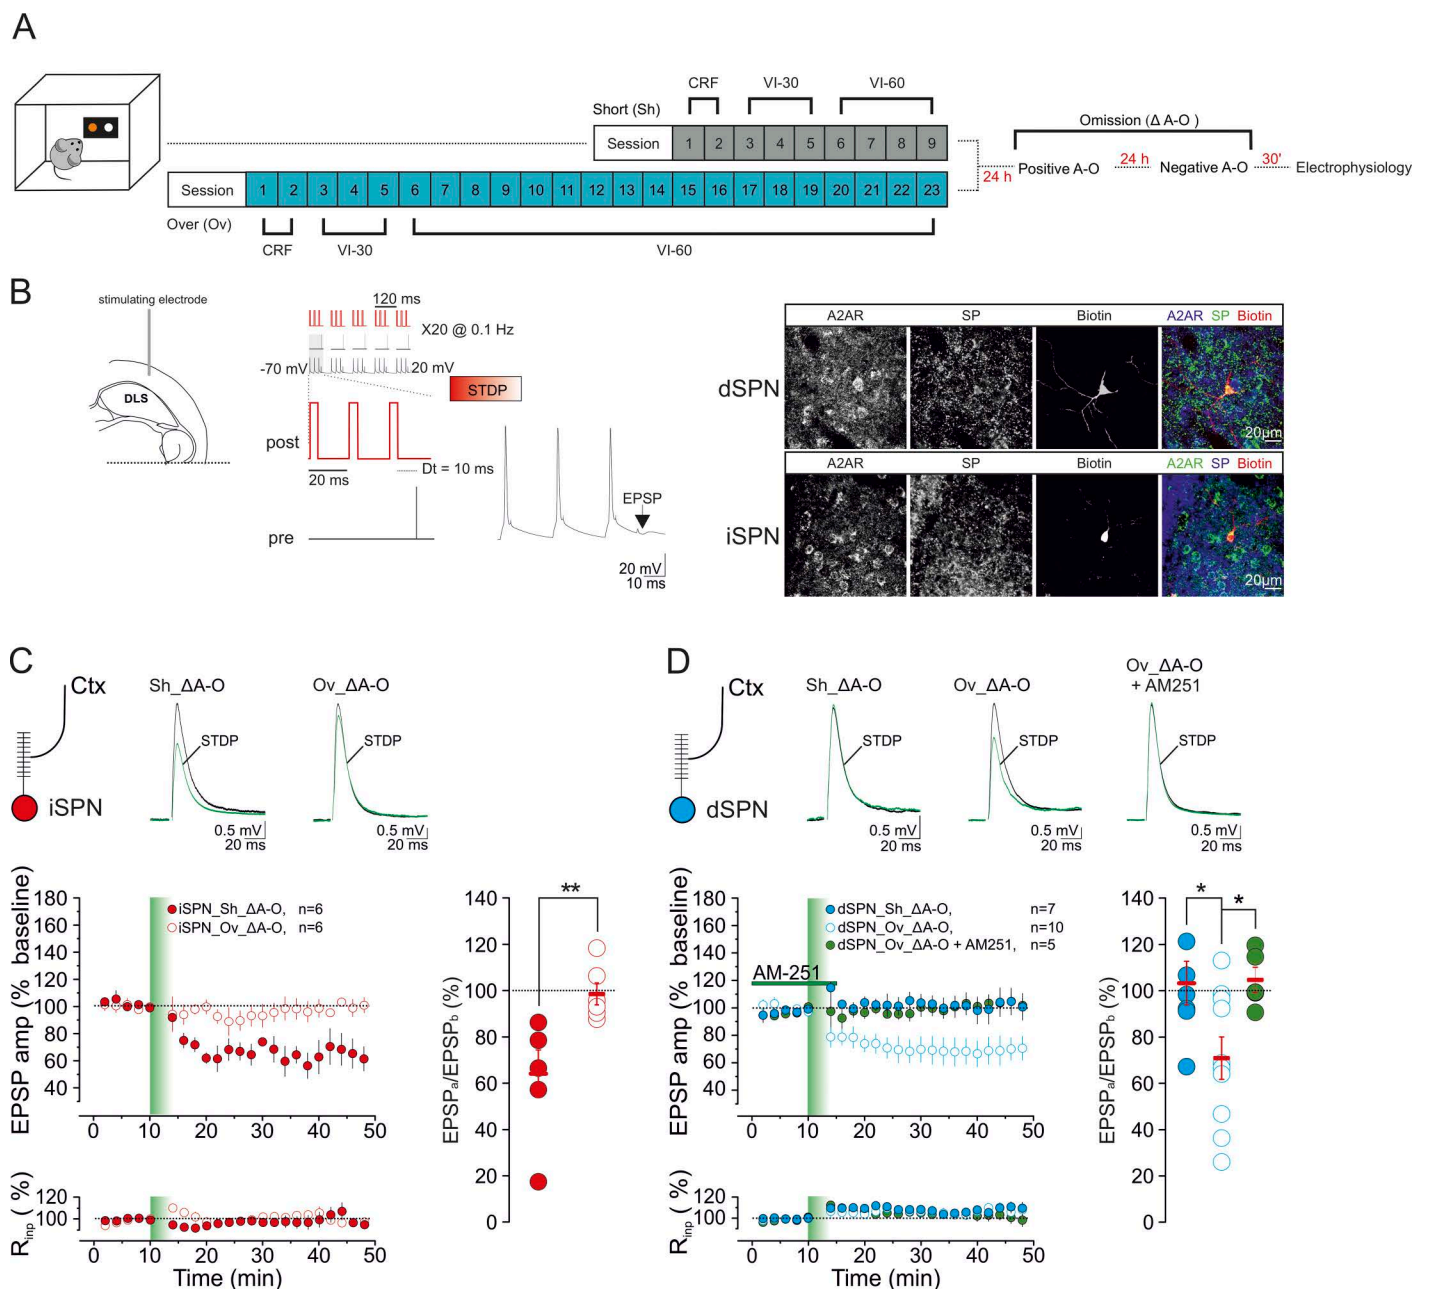 A
CRF VI-30 VI-60
Short (Sh)
Session 1 2 3 4 5 6 7 8 9
Omission (Δ A-O )
24 h
Positive A-O
24 h
Negative A-O
30'
Electrophysiology
Session 1 2 3 4 5 6 7 8 9 10 11 12 13 14 15 16 17 18 19 20 21 22 23
Over (Ov)
CRF VI-30 VI-60
B
stimulating electrode
DLS
120 ms
X20 @ 0.1 Hz
-70 mV
20 mV
STDP
post
Dt = 10 ms
20 ms
pre
EPSP
20 mV
10 ms
A2AR SP Biotin A2AR SP Biotin
dSPN
20µm
A2AR SP Biotin A2AR SP Biotin
iSPN
20µm
C
Ctx
iSPN
Sh_ΔA-O
Ov_ΔA-O
STDP
STDP
0.5 mV
20 ms
0.5 mV
20 ms
EPSP amp (% baseline)
180
160
140
120
100
80
60
40
iSPN_Sh_ΔA-O, n=6
iSPN_Ov_ΔA-O, n=6
0 10 20 30 40 50
Rinp (%)
120
100
0 10 20 30 40 50
Time (min)
EPSPa/EPSPb (%)
140
120
100
80
60
40
20
0
**
D
Ctx
dSPN
Sh_ΔA-O
Ov_ΔA-O
Ov_ΔA-O
+ AM251
STDP
STDP
STDP
0.5 mV
20 ms
0.5 mV
20 ms
0.5 mV
20 ms
EPSP amp (% baseline)
180
160
140
120
100
80
60
40
dSPN_Sh_ΔA-O, n=7
dSPN_Ov_ΔA-O, n=10
dSPN_Ov_ΔA-O + AM251, n=5
AM-251
0 10 20 30 40 50
Rinp (%)
120
100
0 10 20 30 40 50
Time (min)
EPSPa/EPSPb (%)
140
120
100
80
60
40
20
0
*
*